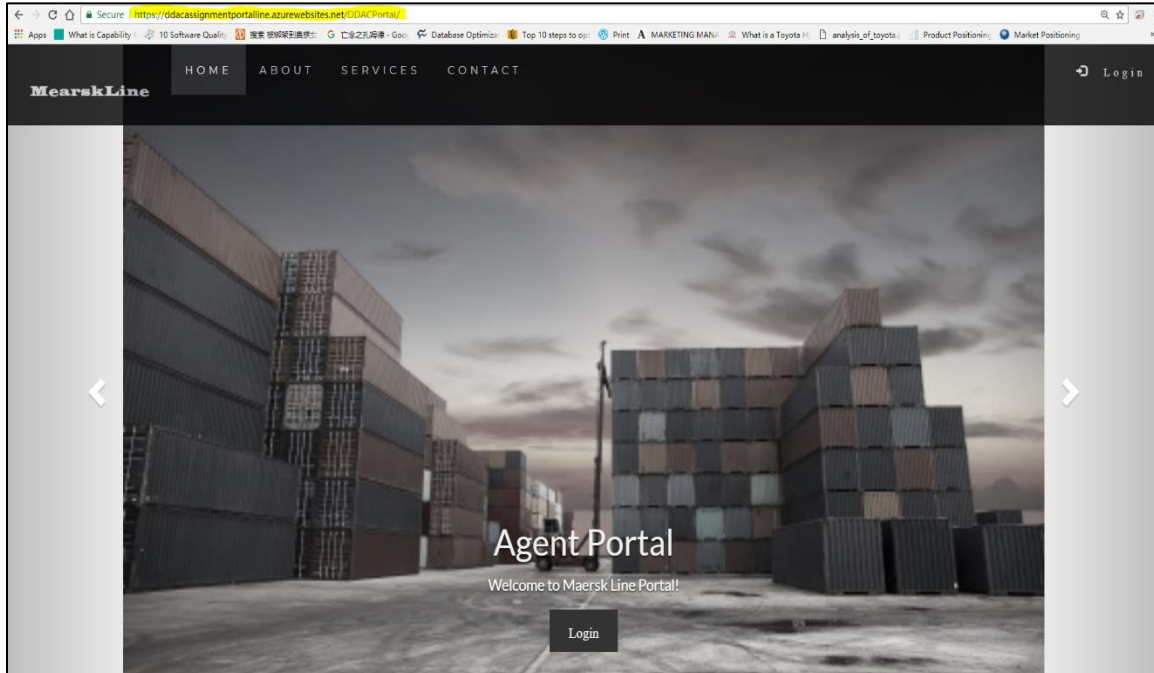 Secure https://ddacassignmentportalline.azurewebsites.net/DDACPortal/
Apps What is Capability 10 Software Quality Database Optimizat Top 10 steps to opt Print A MARKETING MANA What is a Toyota H analysis_of_toyota.p Product Positioning Market Positioning
HOME ABOUT SERVICES CONTACT Login
MearskLine
Agent Portal
Welcome to Maersk Line Portal!
Login